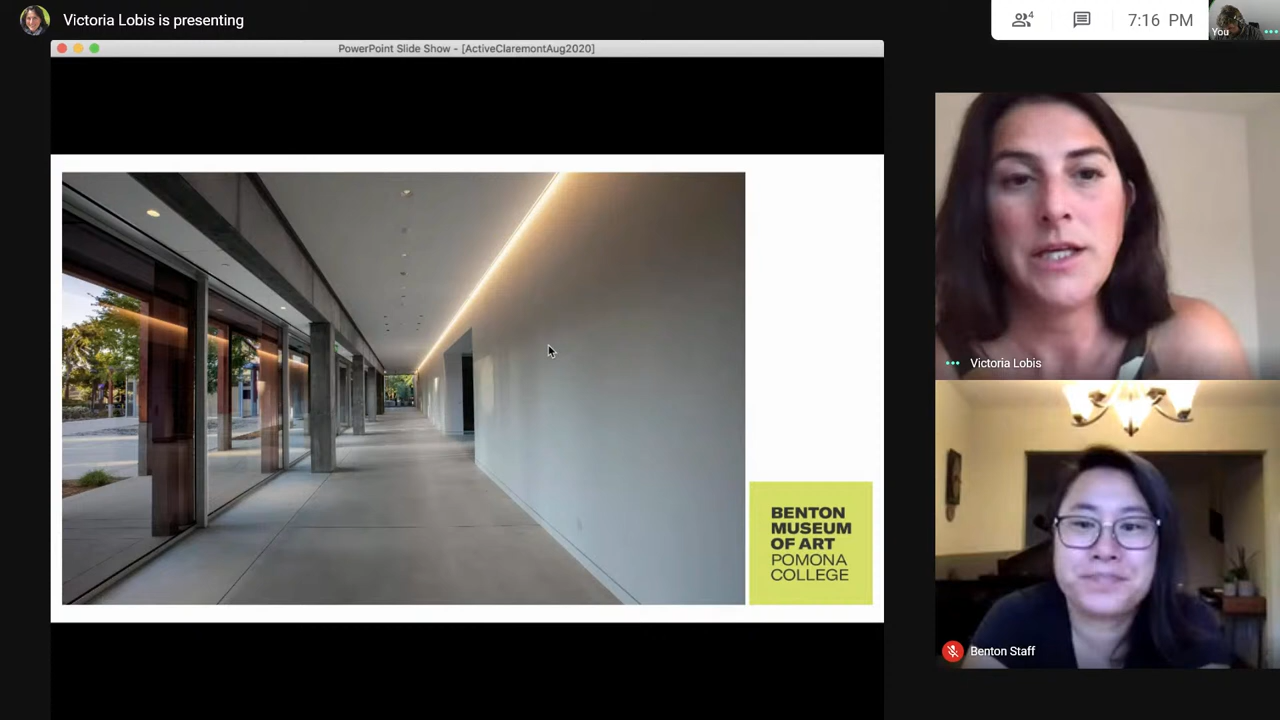 Victoria Lobis is presenting
4
7:16 PM
You
PowerPoint Slide Show - [ActiveClaremontAug2020]
Victoria Lobis
BENTON
MUSEUM
OF ART
POMONA
COLLEGE
Benton Staff